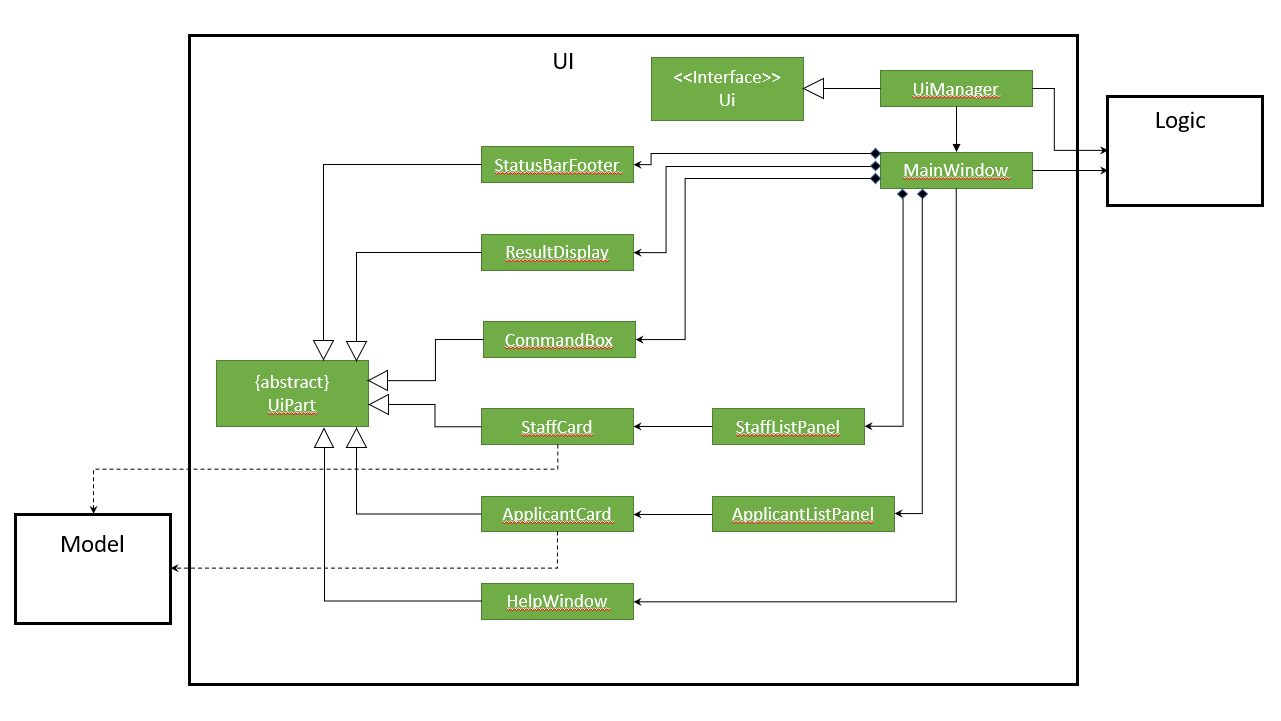 UI
<<Interface>>
Ui
UiManager
Logic
StatusBarFooter
MainWindow
ResultDisplay
CommandBox
{abstract}
UiPart
StaffCard
StaffListPanel
ApplicantCard
ApplicantListPanel
Model
HelpWindow